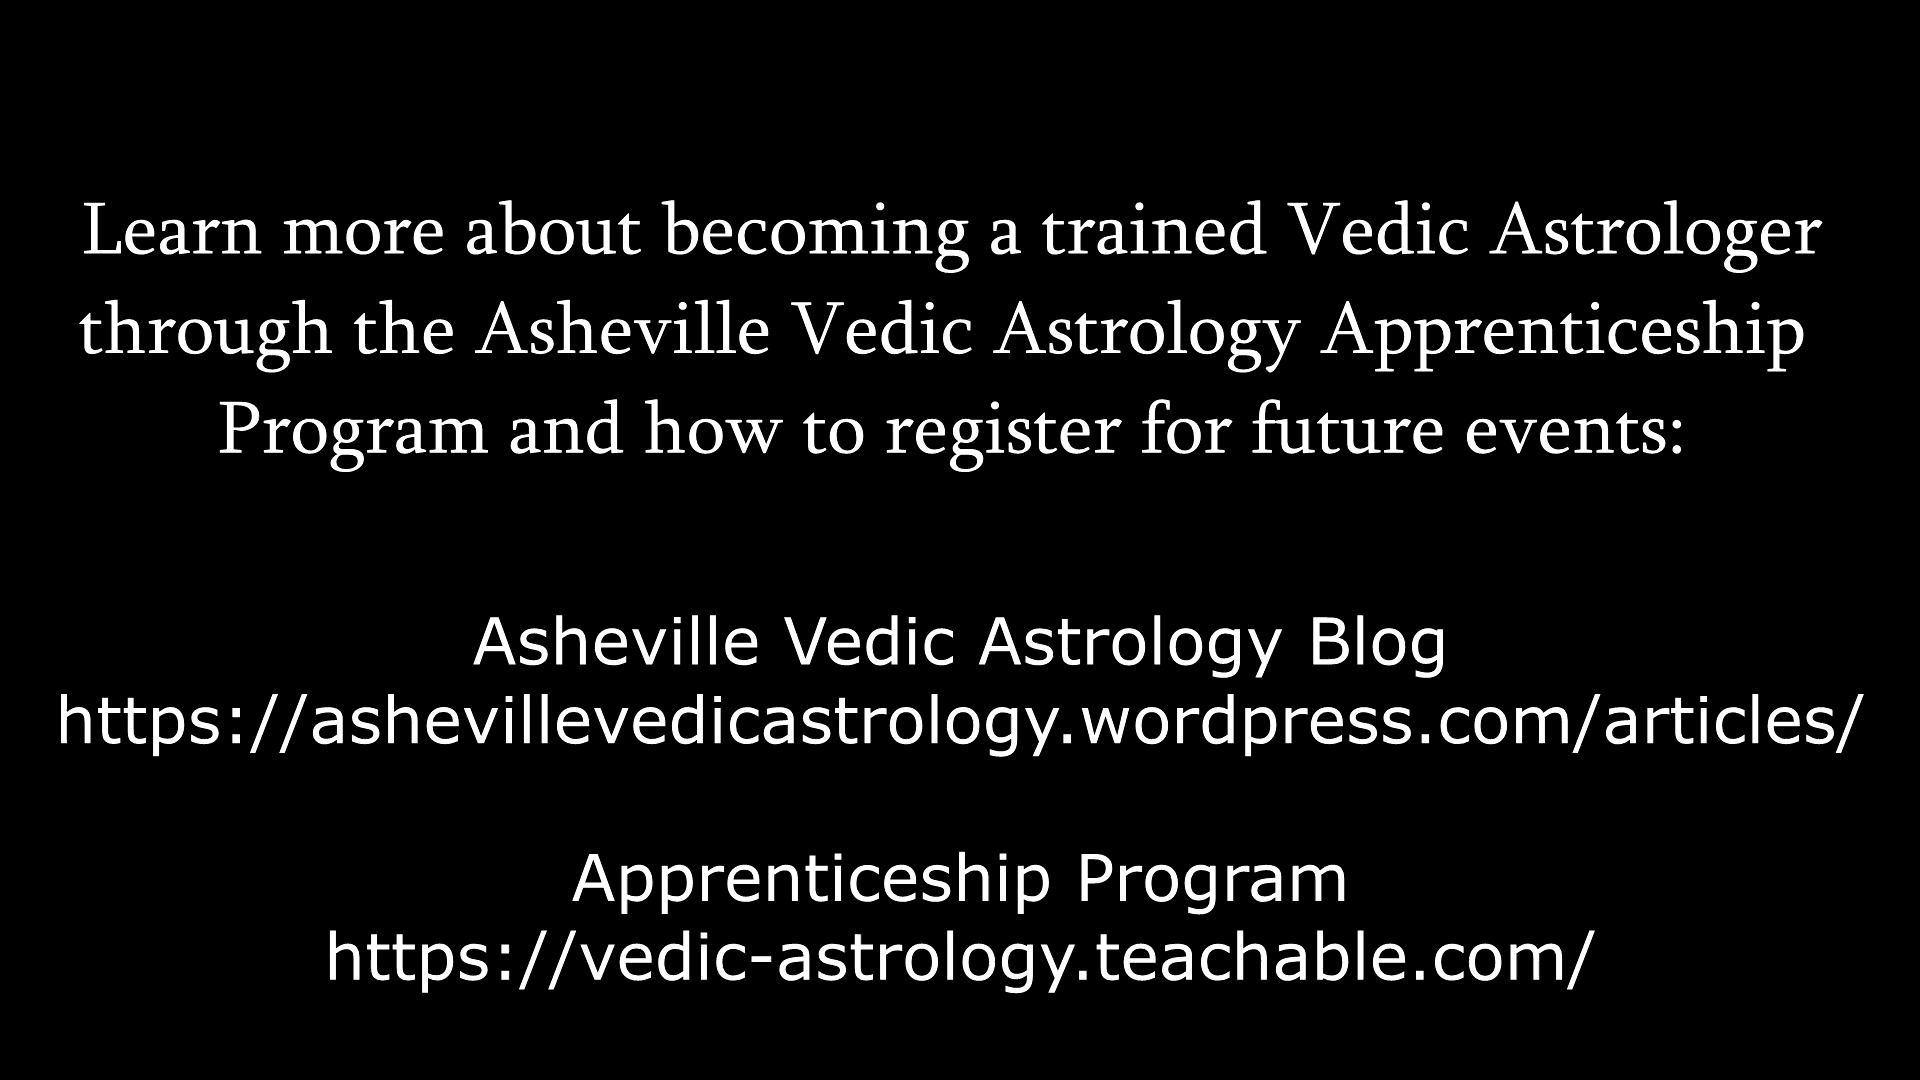 Learn more about becoming a trained Vedic Astrologer
through the Asheville Vedic Astrology Apprenticeship
Program and how to register for future events:
Asheville Vedic Astrology Blog
https://ashevillevedicastrology.wordpress.com/articles/
Apprenticeship Program
https://vedic-astrology.teachable.com/